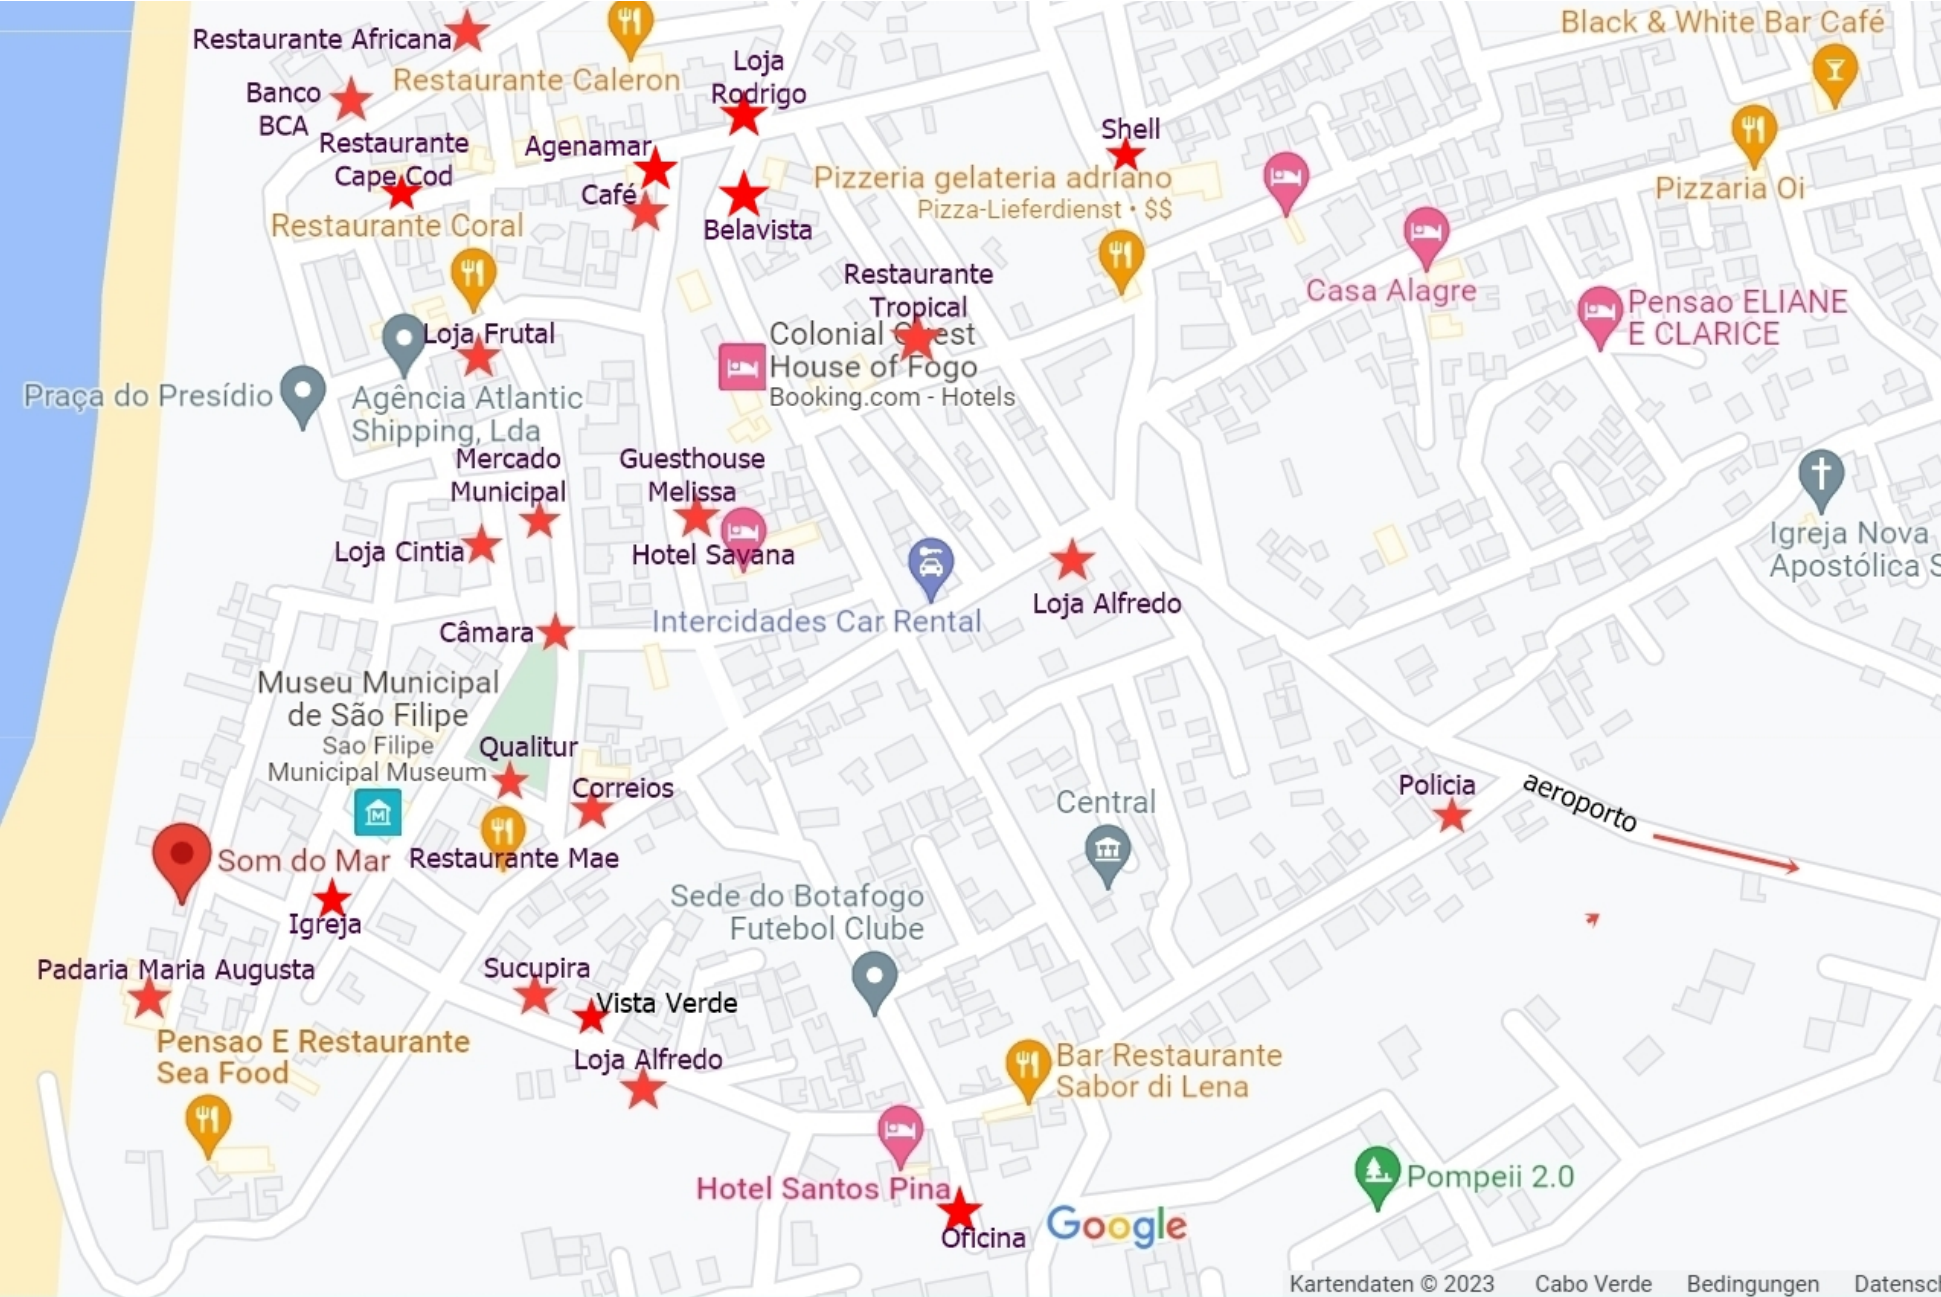 Black & White Bar Café
Restaurante Africana
Restaurante Caleron
Loja
Rodrigo
Banco
BCA
Restaurante
Cape Cod
Agenamar
Shell
Café
Pizzeria gelateria adriano
Pizza-Lieferdienst • $$
Pizzaria Oi
Restaurante Coral
Belavista
Restaurante
Tropical
Casa Alagre
Pensao ELIANE
E CLARICE
Loja Frutal
Colonial Guest
House of Fogo
Booking.com - Hotels
Praça do Presídio
Agência Atlantic
Shipping, Lda
Mercado
Municipal
Guesthouse
Melissa
Loja Cintia
Hotel Savana
Igreja Nova
Apostólica S
Loja Alfredo
Intercidades Car Rental
Câmara
Museu Municipal
de São Filipe
Sao Filipe
Municipal Museum
Qualitur
Correios
Policia
aeroporto
Central
M
Som do Mar
Restaurante Mae
Sede do Botafogo
Futebol Clube
Igreja
Padaria Maria Augusta
Sucupira
Vista Verde
Pensao E Restaurante
Sea Food
Loja Alfredo
Bar Restaurante
Sabor di Lena
Hotel Santos Pina
Pompeii 2.0
Oficina
Google
Kartendaten © 2023 Cabo Verde Bedingungen Datensch